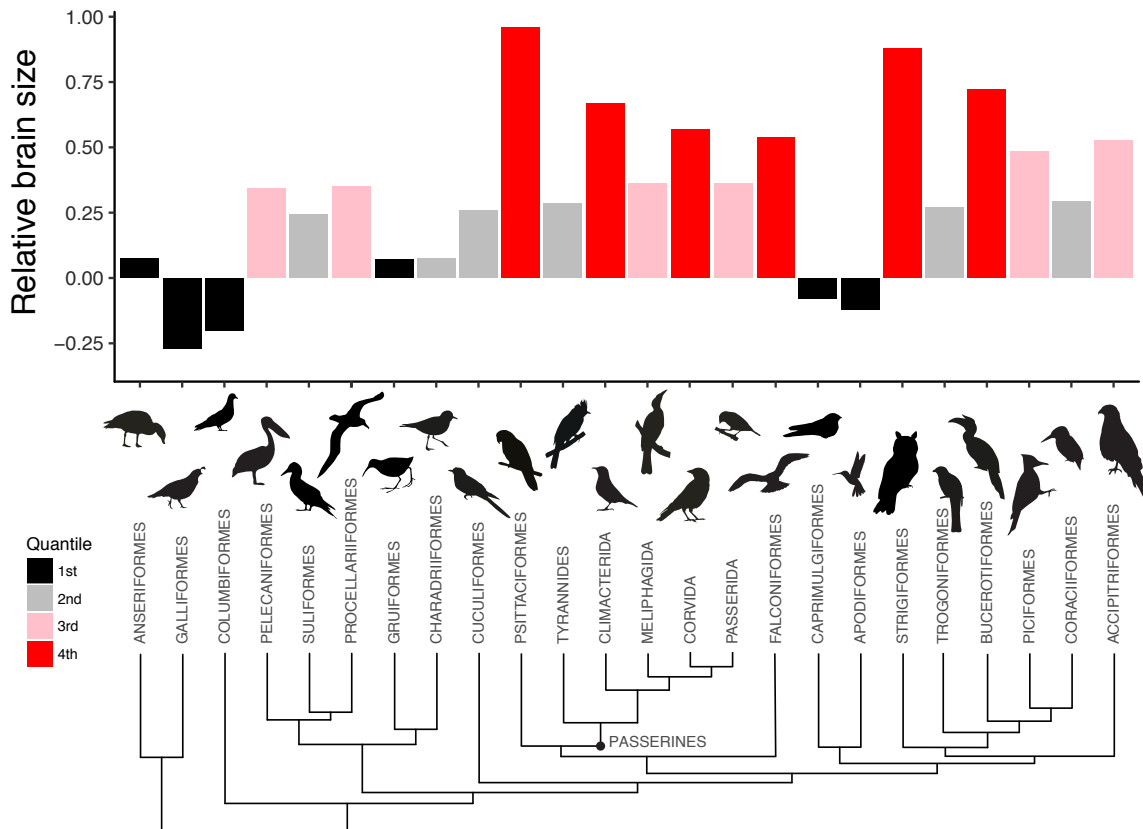 Relative brain size
1.00
0.75
0.50
0.25
0.00
−0.25
Quantile
1st
2nd
3rd
4th
ANSERIFORMES
GALLIFORMES
COLUMBIFORMES
PELECANIFORMES
SULIFORMES
PROCELLARIIFORMES
GRUIFORMES
CHARADRIIFORMES
CUCULIFORMES
PSITTACIFORMES
TYRANNIDES
CLIMACTERIDA
MELIPHAGIDA
CORVIDA
PASSERIDA
FALCONIFORMES
CAPRIMULGIFORMES
APODIFORMES
STRIGIFORMES
TROGONIFORMES
BUCEROTIFORMES
PICIFORMES
CORACIIFORMES
ACCIPITRIFORMES
PASSERINES